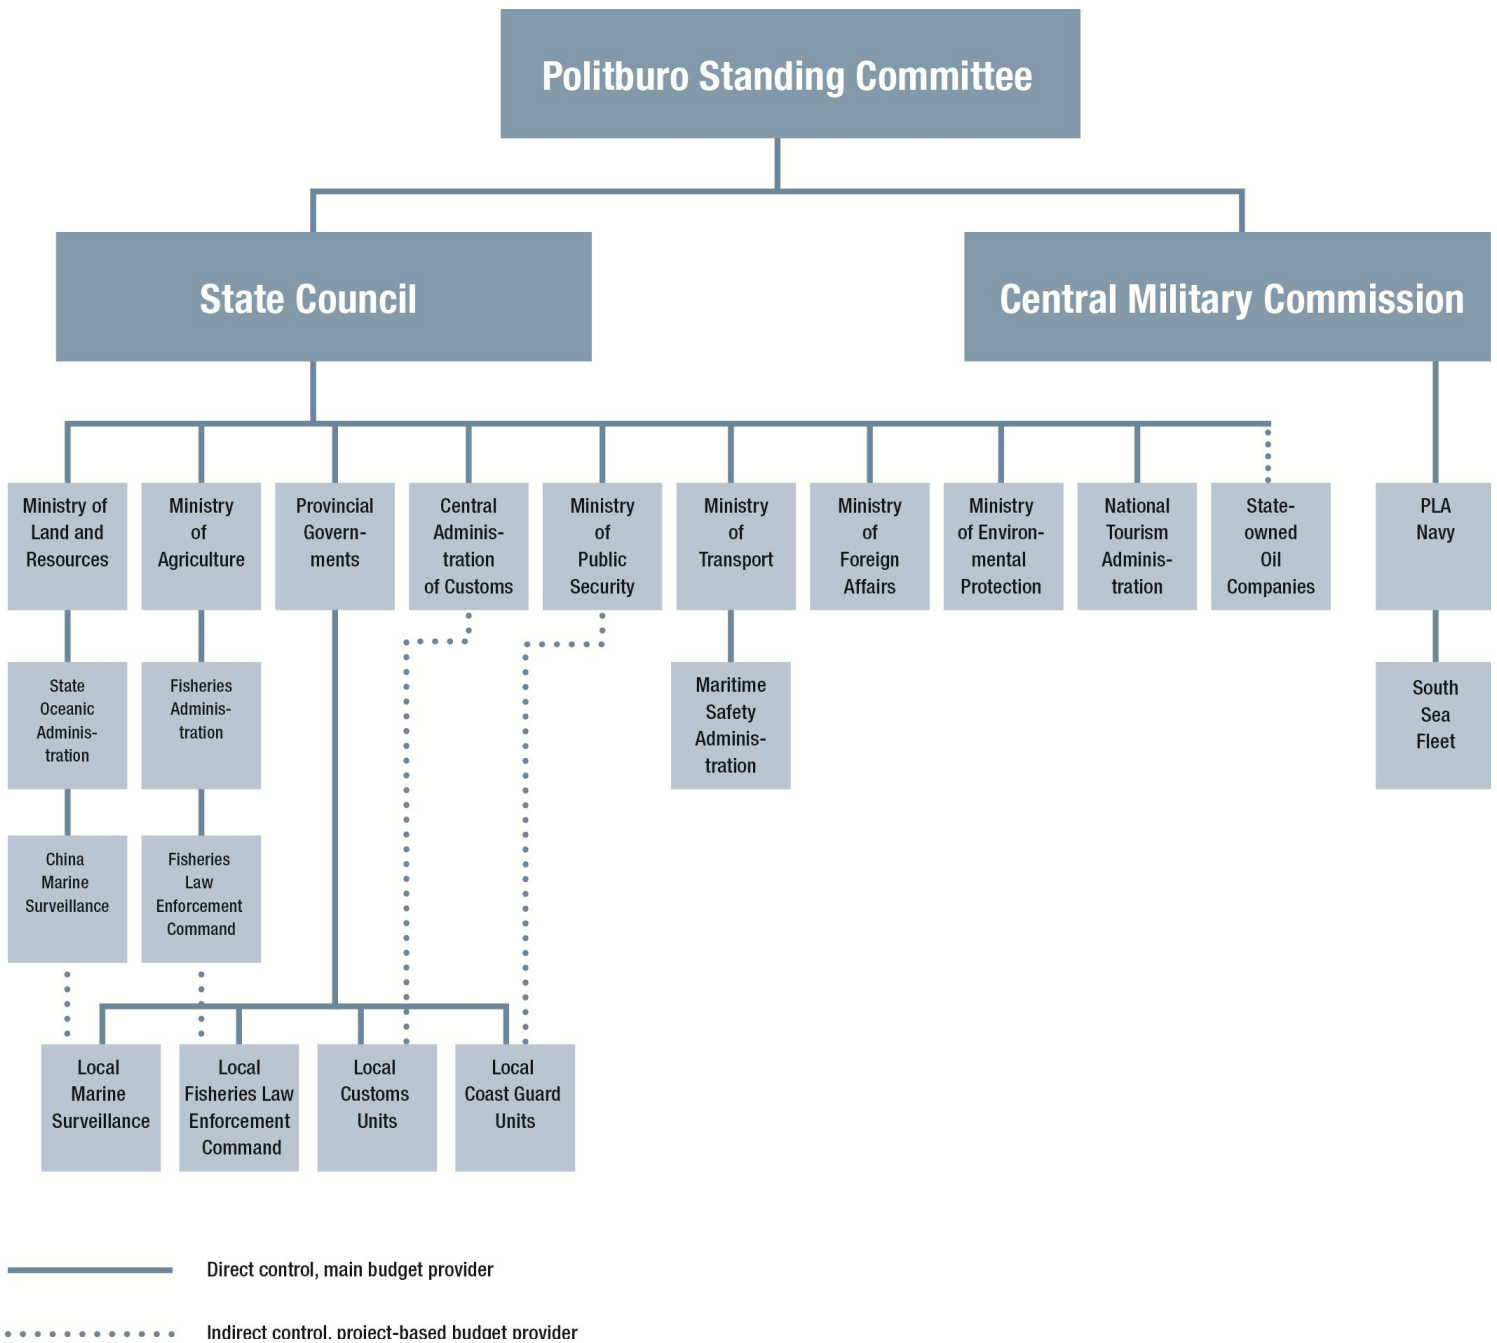 Politburo Standing Committee
State Council
Central Military Commission
Ministry of
Land and
Resources
Ministry
of
Agriculture
Provincial
Govern-
ments
Central
Adminis-
tration
of Customs
Ministry
of
Public
Security
Ministry
of
Transport
Ministry
of
Foreign
Affairs
Ministry
of Environ-
mental
Protection
National
Tourism
Adminis-
tration
State-
owned
Oil
Companies
PLA
Navy
State
Oceanic
Adminis-
tration
Fisheries
Adminis-
tration
Maritime
Safety
Adminis-
tration
South
Sea
Fleet
China
Marine
Surveillance
Fisheries
Law
Enforcement
Command
Local
Marine
Surveillance
Local
Fisheries Law
Enforcement
Command
Local
Customs
Units
Local
Coast Guard
Units
Direct control, main budget provider
Indirect control, project-based budget provider